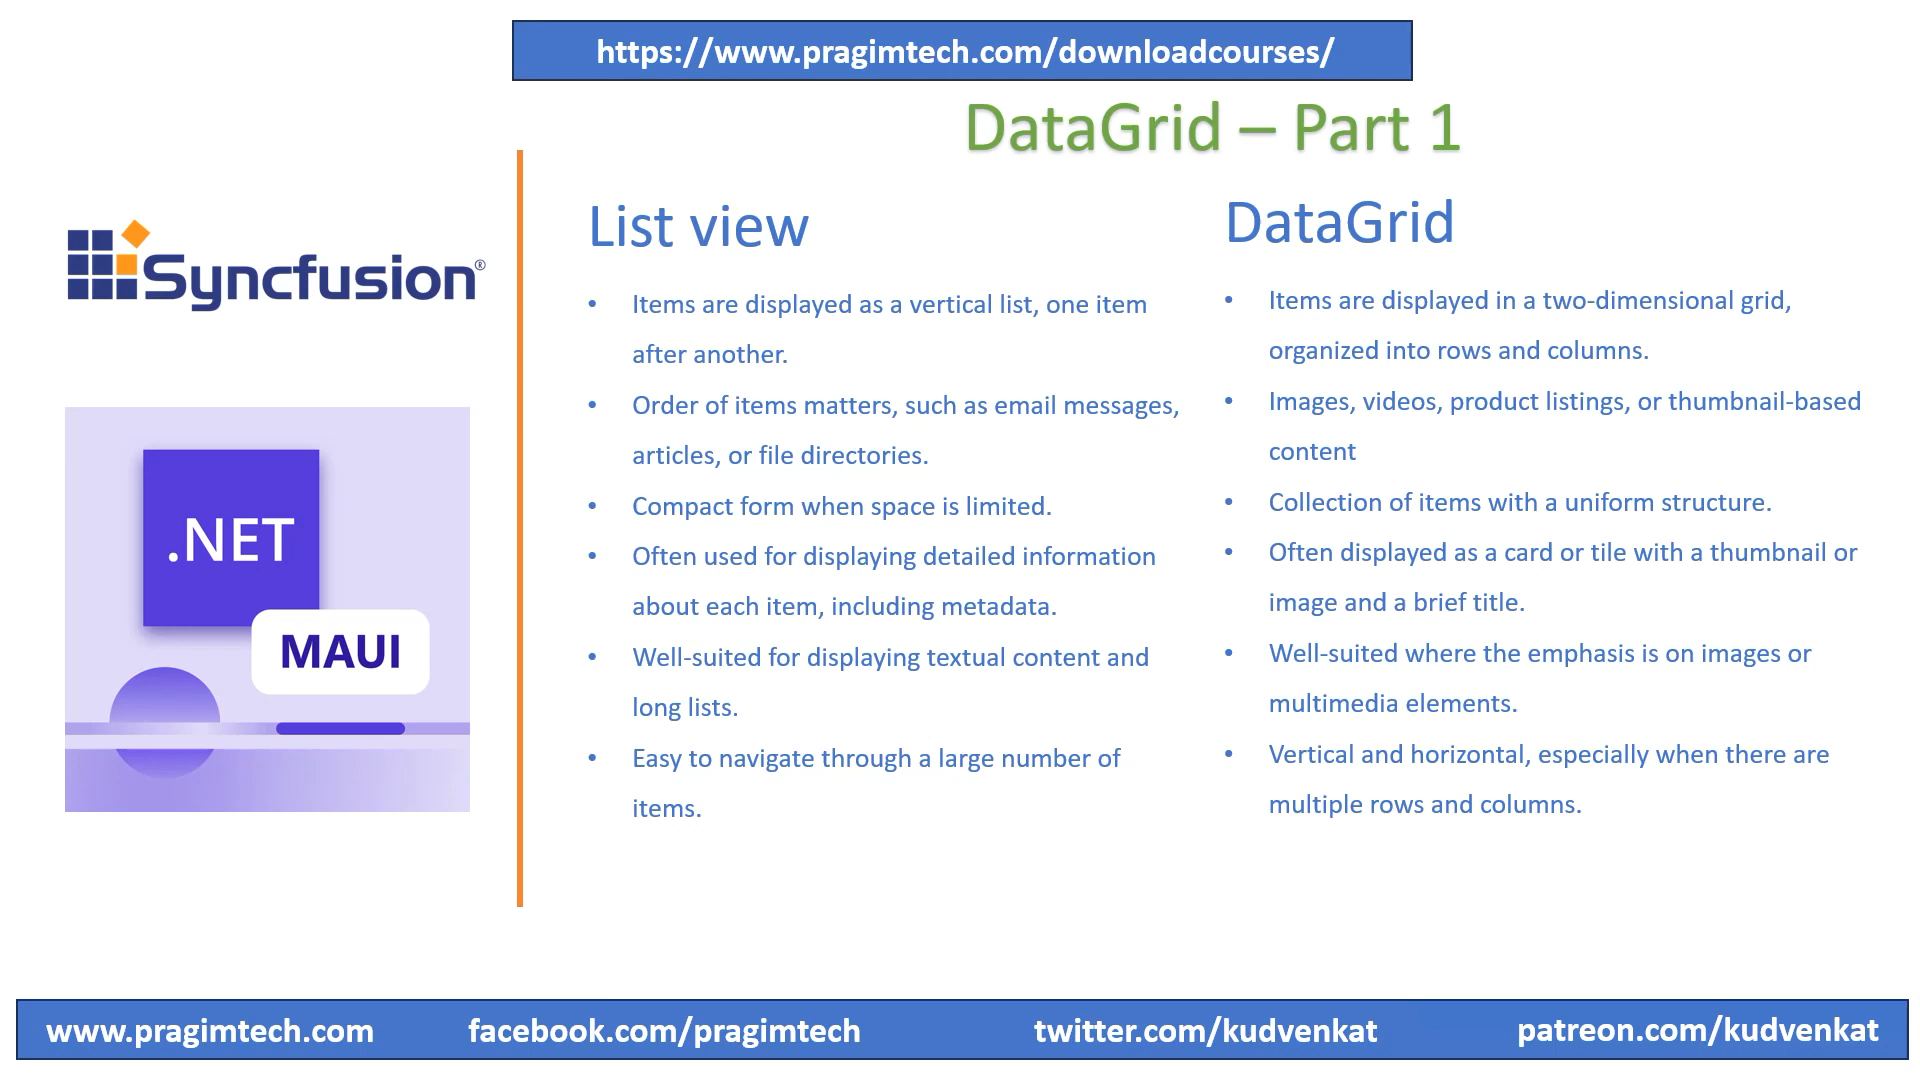 https://www.pragimtech.com/downloadcourses/
DataGrid – Part 1
Syncfusion®
.NET
MAUI
List view
• Items are displayed as a vertical list, one item
after another.
• Order of items matters, such as email messages,
articles, or file directories.
• Compact form when space is limited.
• Often used for displaying detailed information
about each item, including metadata.
• Well-suited for displaying textual content and
long lists.
• Easy to navigate through a large number of
items.
DataGrid
• Items are displayed in a two-dimensional grid,
organized into rows and columns.
• Images, videos, product listings, or thumbnail-based
content
• Collection of items with a uniform structure.
• Often displayed as a card or tile with a thumbnail or
image and a brief title.
• Well-suited where the emphasis is on images or
multimedia elements.
• Vertical and horizontal, especially when there are
multiple rows and columns.
www.pragimtech.com facebook.com/pragimtech twitter.com/kudvenkat patreon.com/kudvenkat